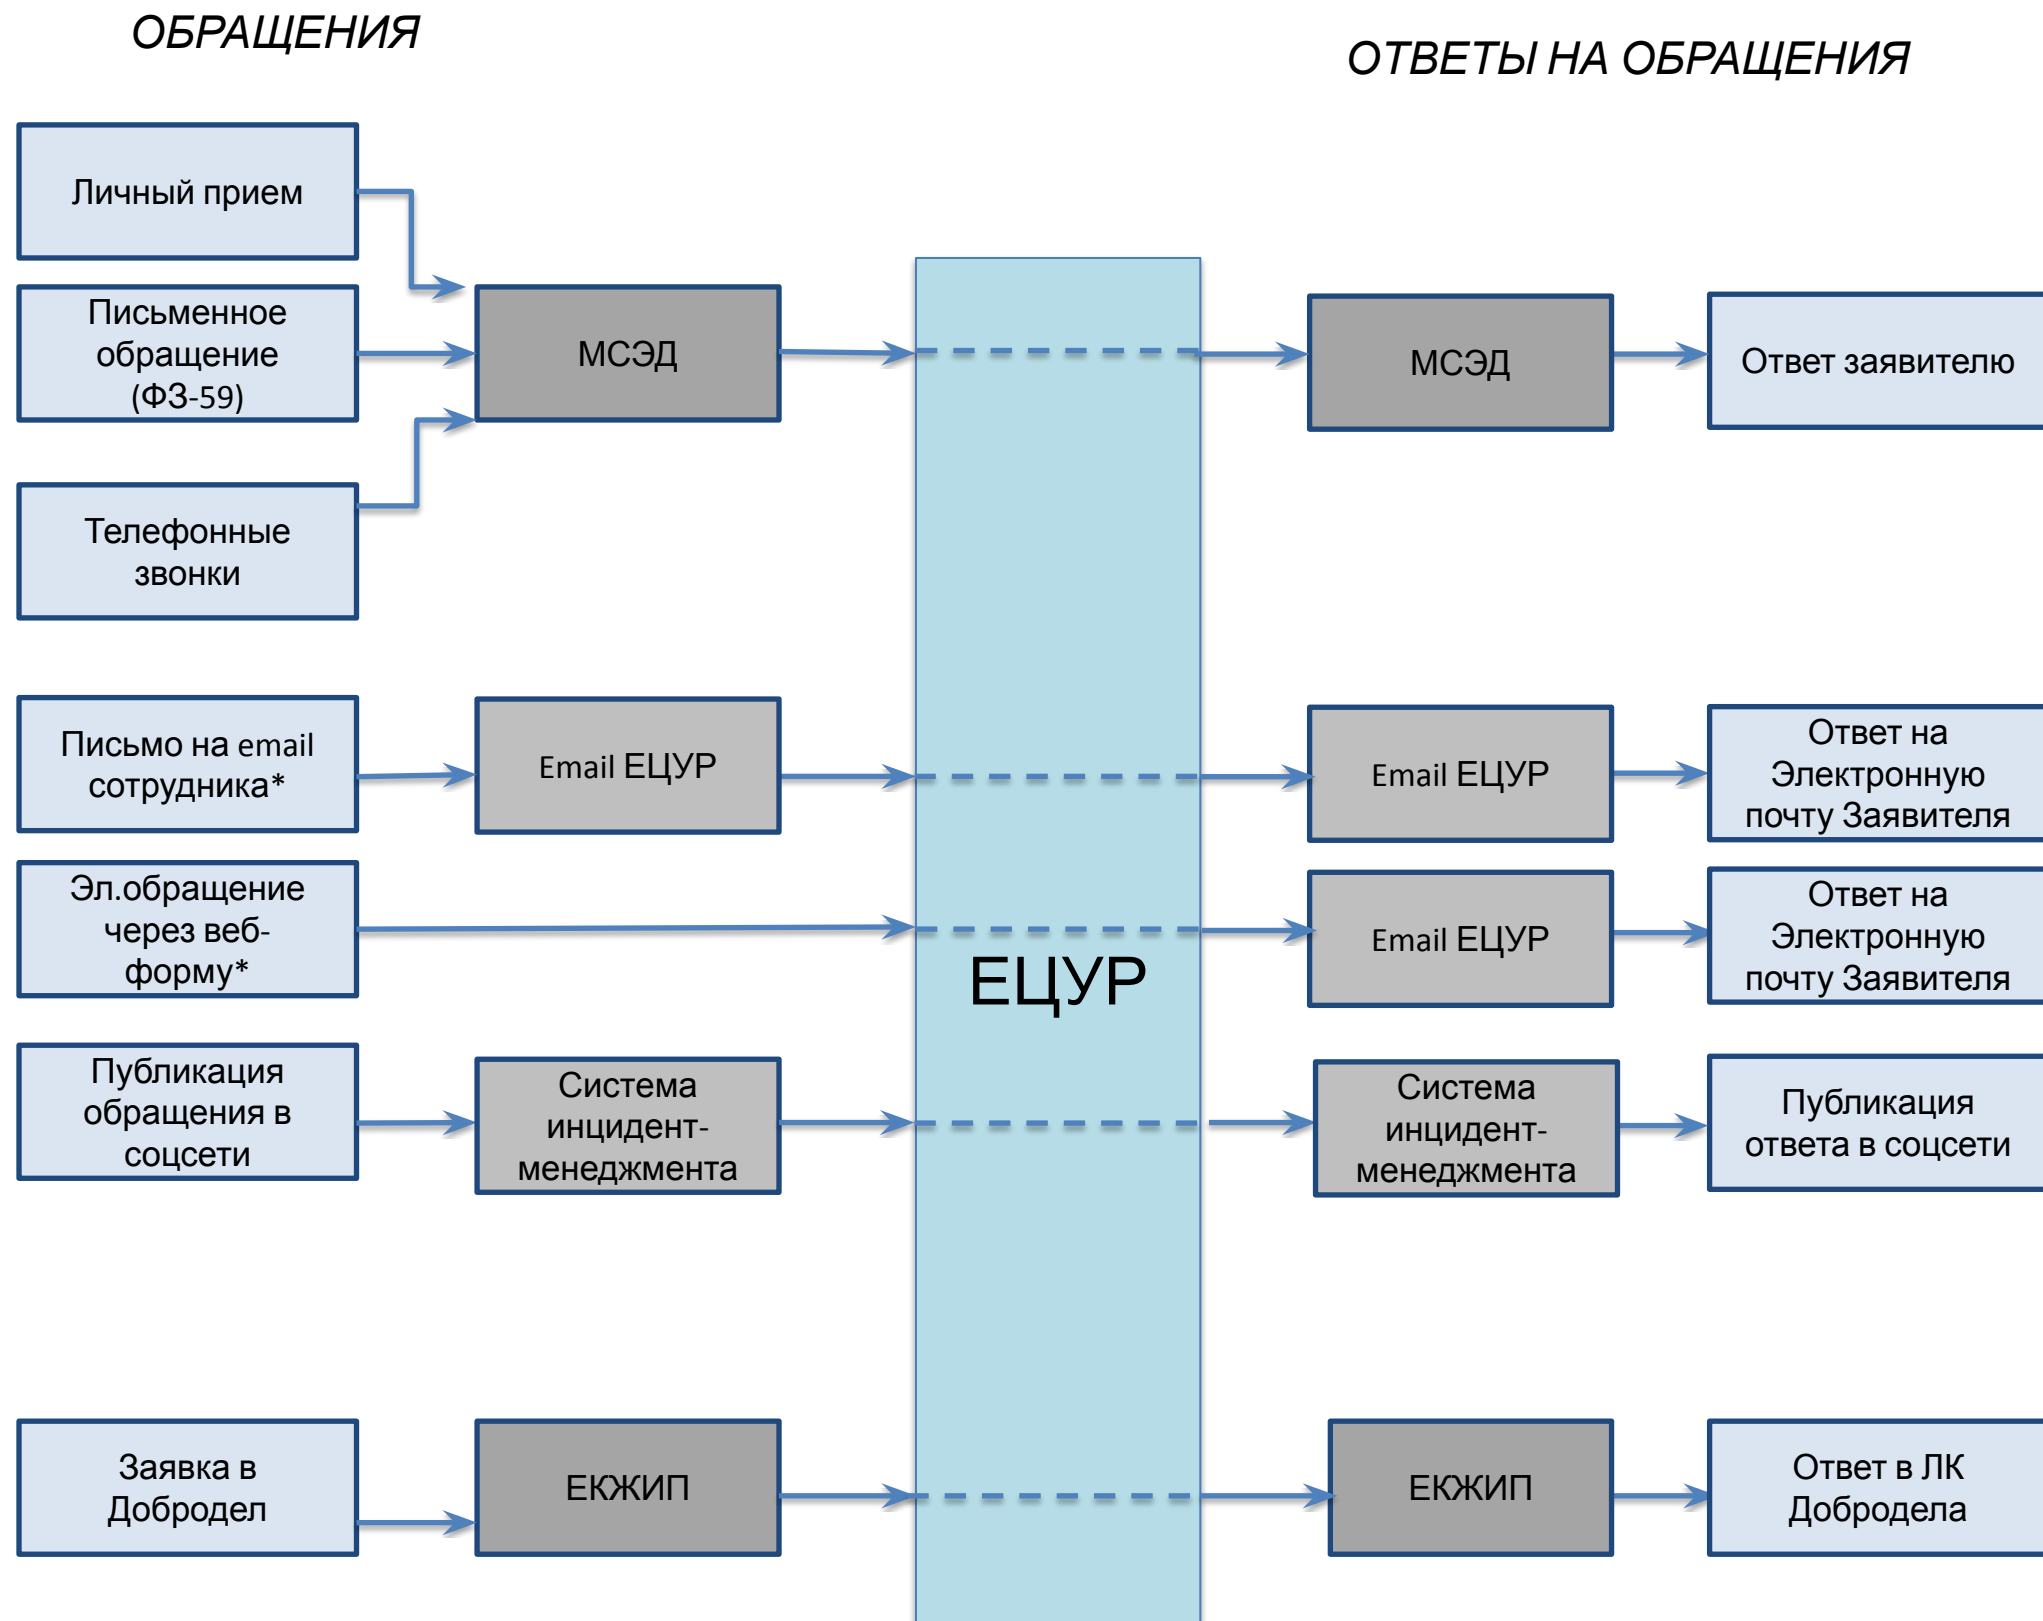 ОБРАЩЕНИЯ
ОТВЕТЫ НА ОБРАЩЕНИЯ
Личный прием
Письменное
обращение
(ФЗ-59)
МСЭД
МСЭД
Ответ заявителю
Телефонные
звонки
Письмо на email
сотрудника*
Email ЕЦУР
Email ЕЦУР
Ответ на
Электронную
почту Заявителя
Эл.обращение
через веб-
форму*
ЕЦУР
Email ЕЦУР
Ответ на
Электронную
почту Заявителя
Публикация
обращения в
соцсети
Система
инцидент-
менеджмента
Система
инцидент-
менеджмента
Публикация
ответа в соцсети
Заявка в
Добродел
ЕКЖИП
ЕКЖИП
Ответ в ЛК
Добродела